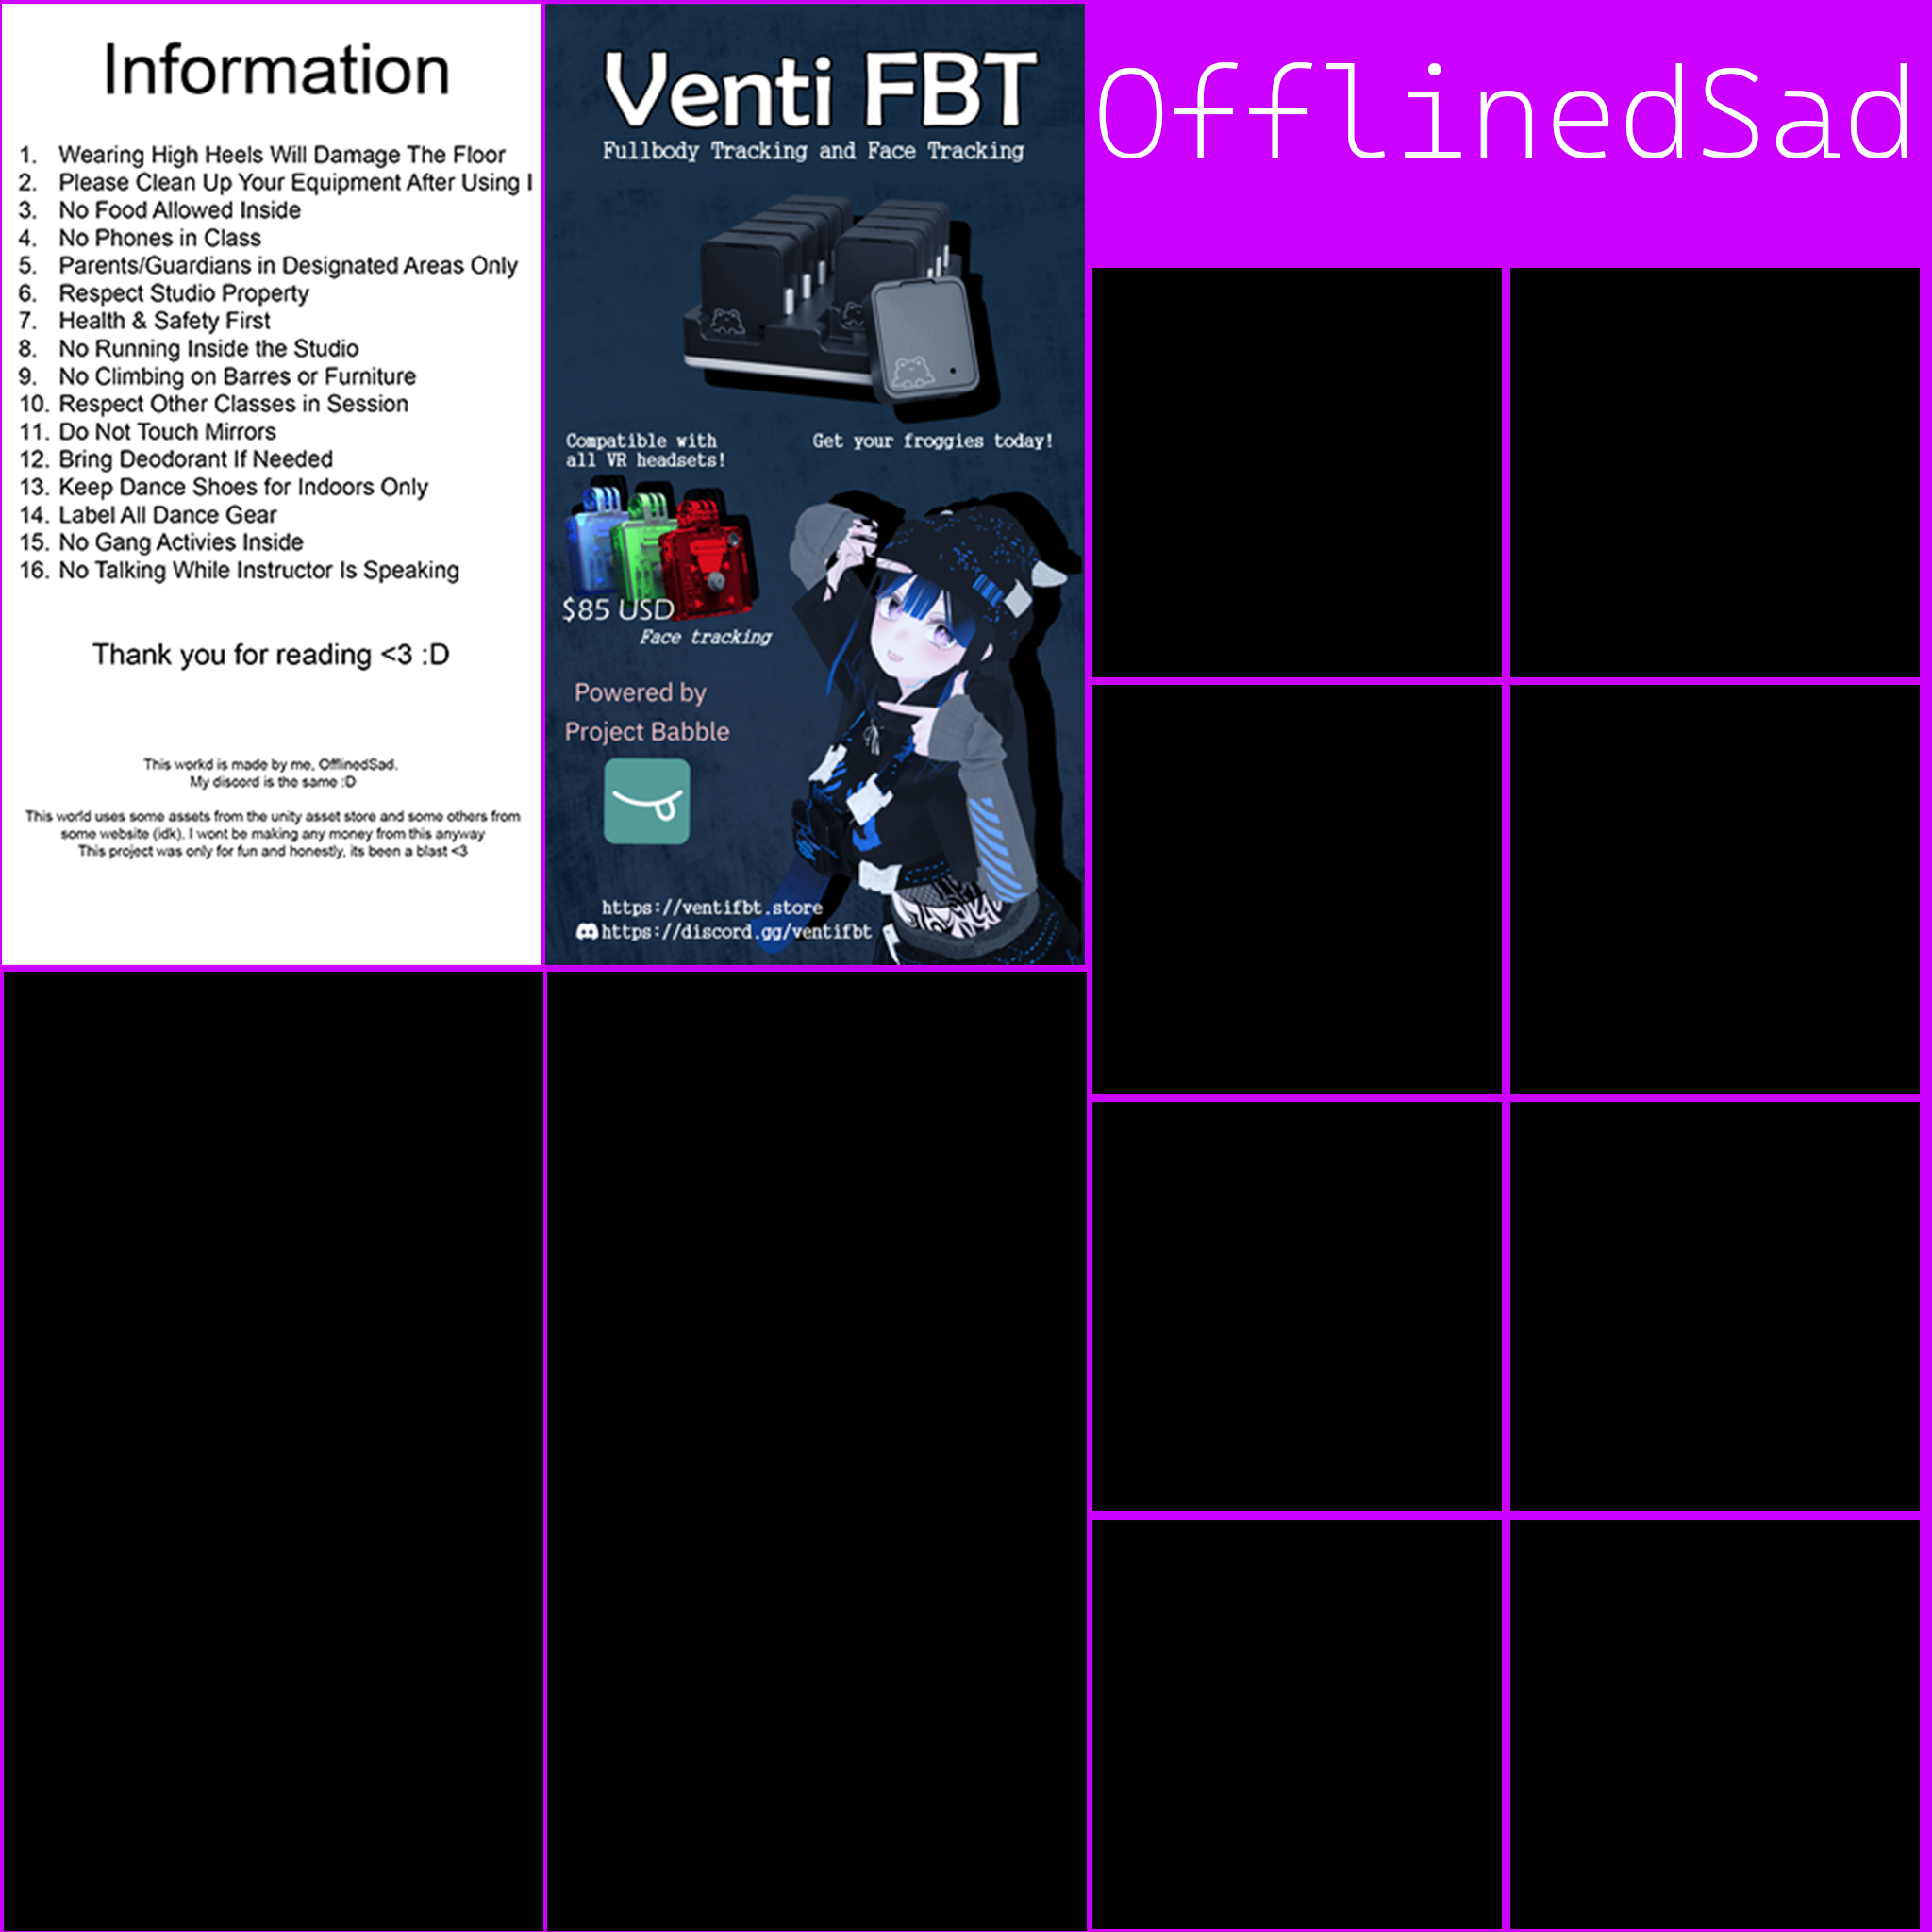 Information
1. Wearing High Heels Will Damage The Floor
2. Please Clean Up Your Equipment After Using I
3. No Food Allowed Inside
4. No Phones in Class
5. Parents/Guardians in Designated Areas Only
6. Respect Studio Property
7. Health & Safety First
8. No Running Inside the Studio
9. No Climbing on Barres or Furniture
10. Respect Other Classes in Session
11. Do Not Touch Mirrors
12. Bring Deodorant If Needed
13. Keep Dance Shoes for Indoors Only
14. Label All Dance Gear
15. No Gang Activies Inside
16. No Talking While Instructor Is Speaking
Thank you for reading <3 :D
This workd is made by me, OfflinedSad.
My discord is the same :D
This world uses some assets from the unity asset store and some others from
some website (idk). I wont be making any money from this anyway
This project was only for fun and honestly, its been a blast <3
Venti FBT
Fullbody Tracking and Face Tracking
Compatible with
all VR headsets!
Get your froggies today!
$85 USD
Face tracking
Powered by
Project Babble
https://ventifbt.store
https://discord.gg/ventifbt
OfflinedSad